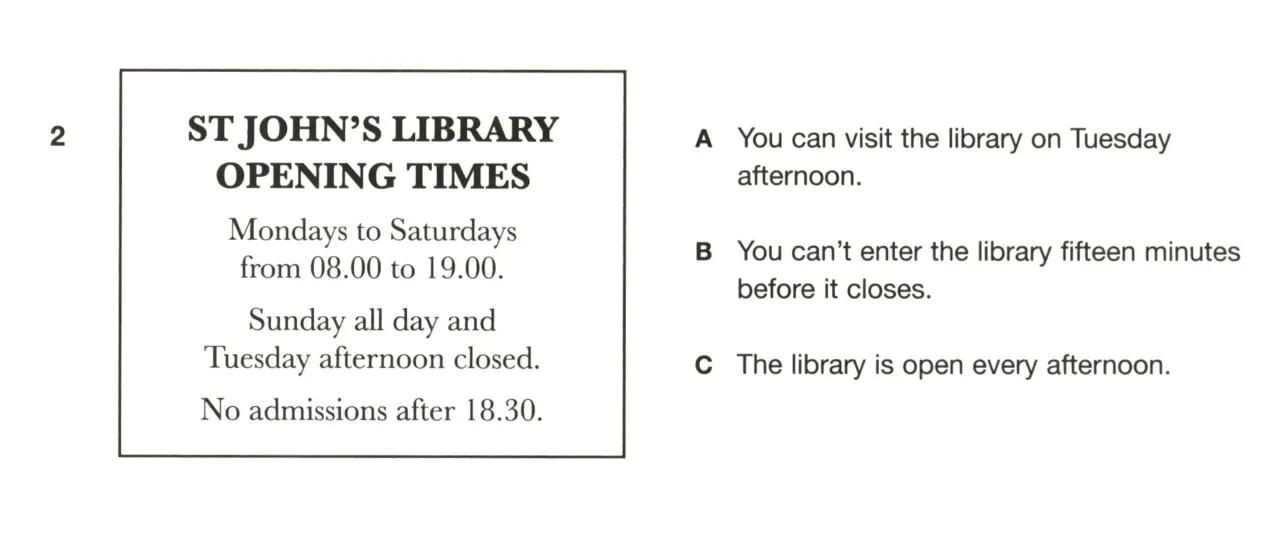 2
ST JOHN'S LIBRARY
OPENING TIMES
Mondays to Saturdays
from 08.00 to 19.00.
Sunday all day and
Tuesday afternoon closed.
No admissions after 18.30.
A You can visit the library on Tuesday
afternoon.
B You can't enter the library fifteen minutes
before it closes.
C The library is open every afternoon.